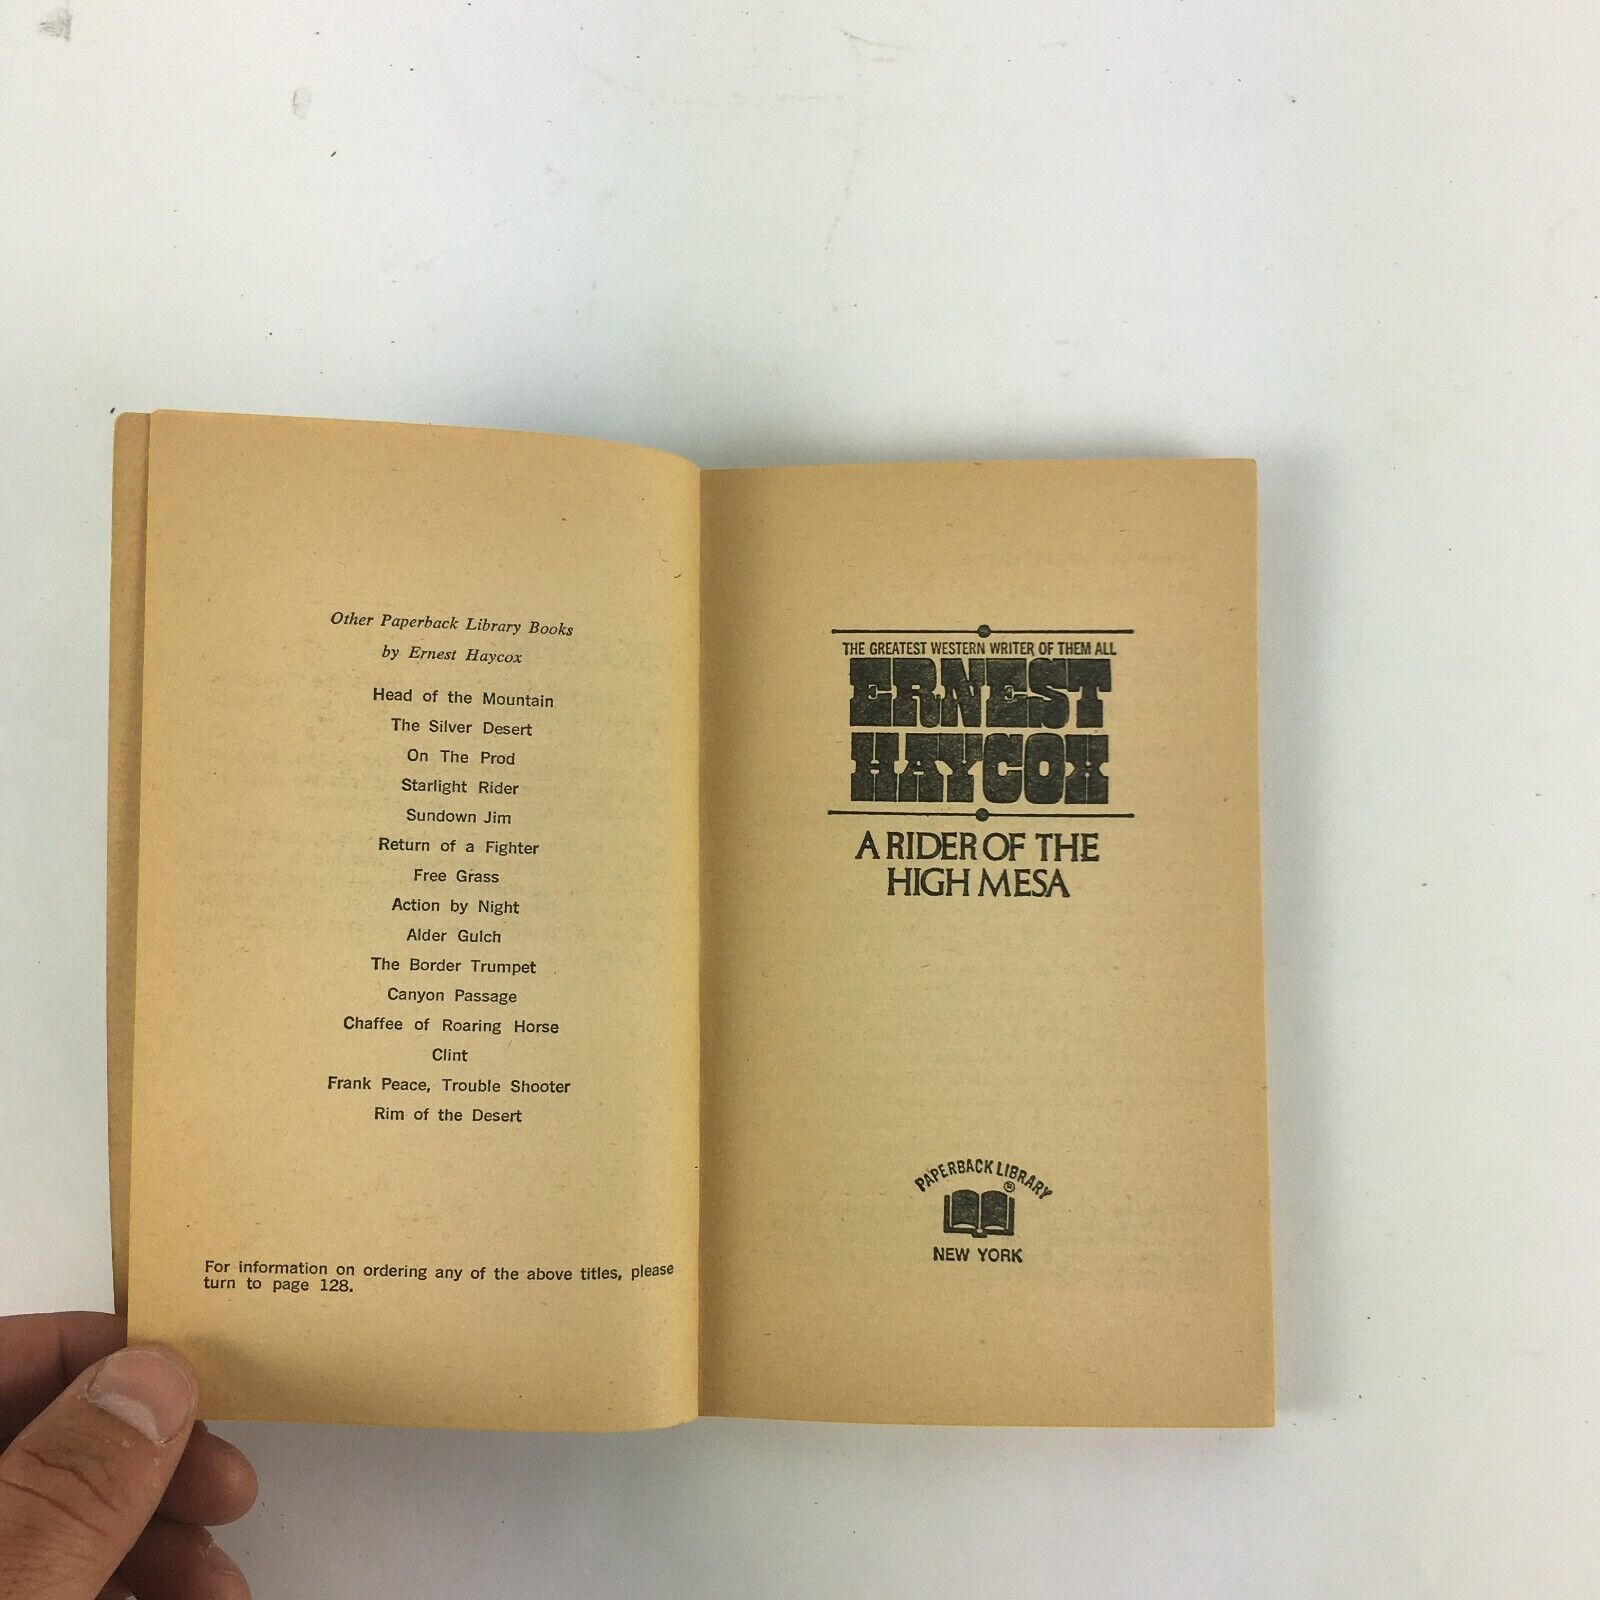 Other Paperback Library Books
by Ernest Haycox
Head of the Mountain
The Silver Desert
On The Prod
Starlight Rider
Sundown Jim
Return of a Fighter
Free Grass
Action by Night
Alder Gulch
The Border Trumpet
Canyon Passage
Chaffee of Roaring Horse
Clint
Frank Peace, Trouble Shooter
Rim of the Desert
For information on ordering any of the above titles, please
turn to page 128.
THE GREATEST WESTERN WRITER OF THEM ALL
ERNEST
HAYCOX
A RIDER OF THE
HIGH MESA
PAPERBACK LIBRARY
®
NEW YORK